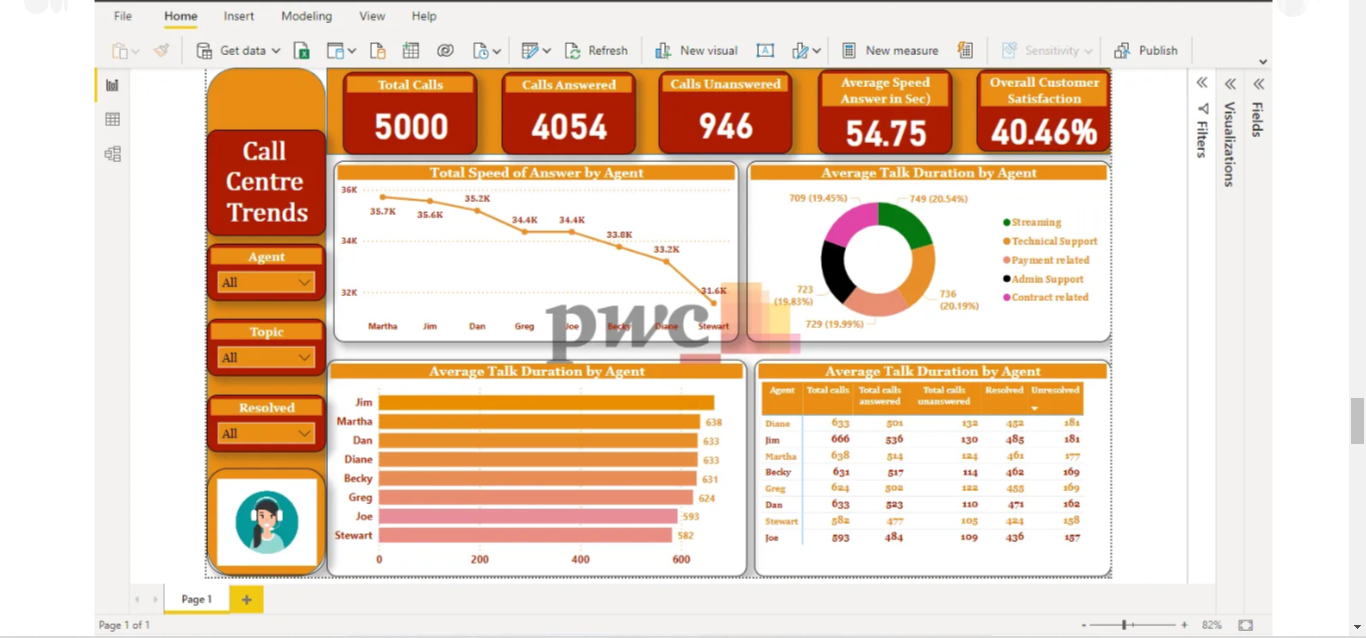 File Home Insert Modeling View Help
Get data Refresh New visual New measure Sensitivity Publish
Call
Centre
Trends
Agent
All
Topic
All
Resolved
All
Total Calls
5000
Calls Answered
4054
Calls Unanswered
946
Average Speed
Answer in Sec)
54.75
Overall Customer
Satisfaction
40.46%
Total Speed of Answer by Agent
36K
34K
32K
35.7K 35.6K 35.2K 34.4K 34.4K 33.8K 33.2K 31.6K
Martha Jim Dan Greg Joe Becky Diane Stewart
pwc
Average Talk Duration by Agent
709 (19.45%)
749 (20.54%)
736
(20.19%)
729 (19.99%)
723
(19.83%)
Streaming
Technical Support
Payment related
Admin Support
Contract related
Average Talk Duration by Agent
Jim
Martha 638
Dan 633
Diane 633
Becky 631
Greg 624
Joe 593
Stewart 582
0 200 400 600
Average Talk Duration by Agent
Agent Total calls Total calls answered Total calls unanswered Resolved Unresolved
Diane 633 501 132 452 181
Jim 666 536 130 485 181
Martha 638 514 124 461 177
Becky 631 517 114 462 169
Greg 624 502 122 455 169
Dan 633 523 110 471 162
Stewart 582 477 105 424 158
Joe 593 484 109 436 157
Filters
Visualizations
Fields
Page 1
Page 1 of 1
82%